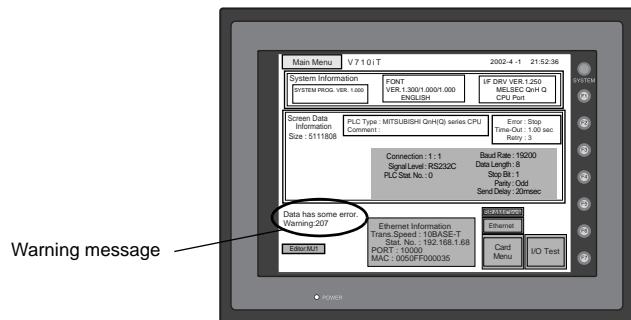 Main Menu
V710iT
2002-4 -1 21:52:36
System Information
SYSTEM PROG. VER. 1.000
FONT
VER.1.300/1.000/1.000
ENGLISH
I/F DRV VER.1.250
MELSEC QnH Q
CPU Port
SYSTEM
F1
Screen Data
Information
Size : 5111808
PLC Type : MITSUBISHI QnH(Q) series CPU
Comment :
Error : Stop
Time-Out : 1.00 sec
Retry : 3
F2
F3
Connection : 1 : 1
Signal Level : RS232C
PLC Stat. No. : 0
Baud Rate : 19200
Data Length : 8
Stop Bit : 1
Parity : Odd
Send Delay : 20msec
F4
F5
Data has some error.
Warning:207
Ethernet Information
Trans.Speed : 10BASE-T
Stat. No. : 192.168.1.68
PORT : 10000
MAC : 0050FF000035
Ethernet
F6
Warning message
Editor:MJ1
Card
Menu
I/O Test
F7
POWER